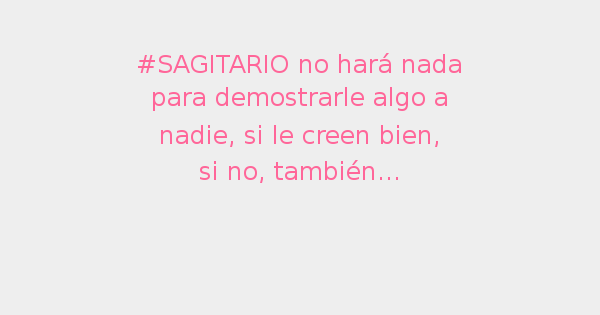 #SAGITARIO no hará nada
para demostrarle algo a
nadie, si le creen bien,
si no, también...